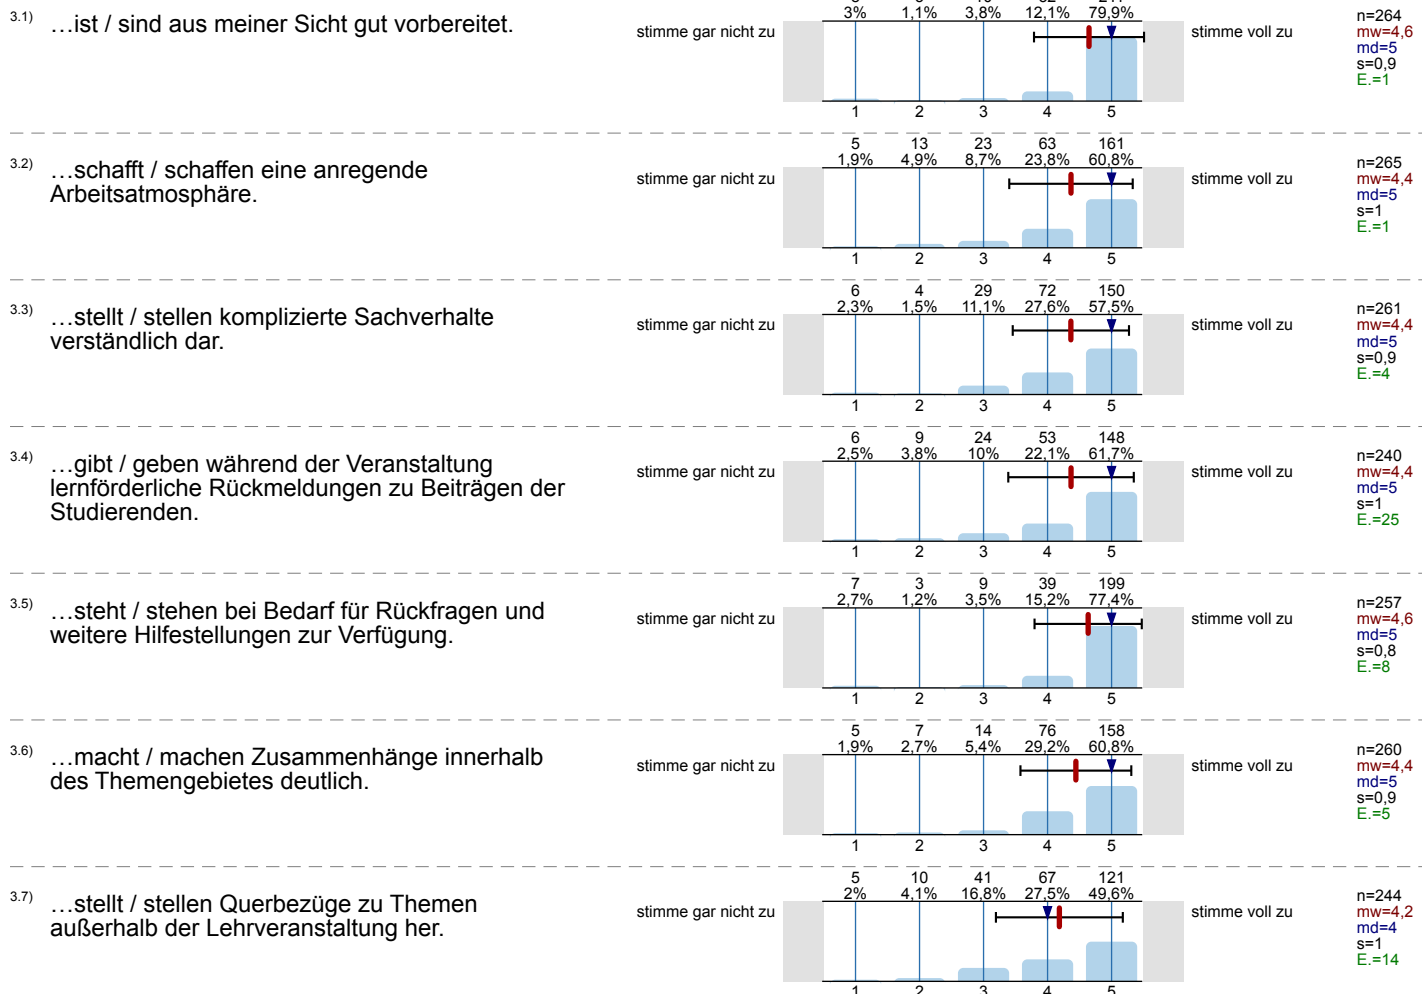 3% 1,1% 3,8% 12,1% 79,9%
3.1) …ist / sind aus meiner Sicht gut vorbereitet.
stimme gar nicht zu
stimme voll zu
n=264
mw=4,6
md=5
s=0,9
E.=1
1 2 3 4 5
5 13 23 63 161
1,9% 4,9% 8,7% 23,8% 60,8%
3.2) …schafft / schaffen eine anregende
Arbeitsatmosphäre.
stimme gar nicht zu
stimme voll zu
n=265
mw=4,4
md=5
s=1
E.=1
1 2 3 4 5
6 4 29 72 150
2,3% 1,5% 11,1% 27,6% 57,5%
3.3) …stellt / stellen komplizierte Sachverhalte
verständlich dar.
stimme gar nicht zu
stimme voll zu
n=261
mw=4,4
md=5
s=0,9
E.=4
1 2 3 4 5
6 9 24 53 148
2,5% 3,8% 10% 22,1% 61,7%
3.4) …gibt / geben während der Veranstaltung
lernförderliche Rückmeldungen zu Beiträgen der
Studierenden.
stimme gar nicht zu
stimme voll zu
n=240
mw=4,4
md=5
s=1
E.=25
1 2 3 4 5
7 3 9 39 199
2,7% 1,2% 3,5% 15,2% 77,4%
3.5) …steht / stehen bei Bedarf für Rückfragen und
weitere Hilfestellungen zur Verfügung.
stimme gar nicht zu
stimme voll zu
n=257
mw=4,6
md=5
s=0,8
E.=8
1 2 3 4 5
5 7 14 76 158
1,9% 2,7% 5,4% 29,2% 60,8%
3.6) …macht / machen Zusammenhänge innerhalb
des Themengebietes deutlich.
stimme gar nicht zu
stimme voll zu
n=260
mw=4,4
md=5
s=0,9
E.=5
1 2 3 4 5
5 10 41 67 121
2% 4,1% 16,8% 27,5% 49,6%
3.7) …stellt / stellen Querbezüge zu Themen
außerhalb der Lehrveranstaltung her.
stimme gar nicht zu
stimme voll zu
n=244
mw=4,2
md=4
s=1
E.=14
1 2 3 4 5